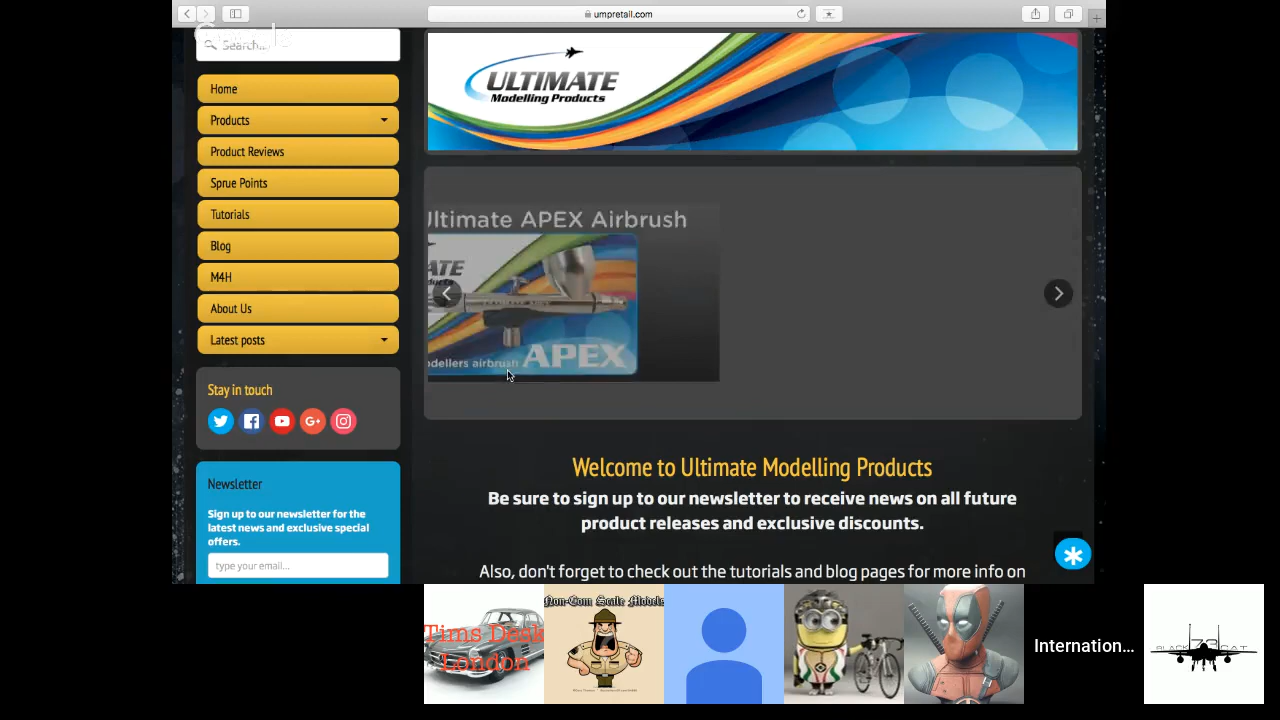 umpretail.com
Search...
Home
Products
Product Reviews
Sprue Points
Tutorials
Blog
M4H
About Us
Latest posts
Stay in touch
Newsletter
Sign up to our newsletter for the
latest news and exclusive special
offers.
type your email...
ULTIMATE
Modelling Products
Ultimate APEX Airbrush
APEX
Welcome to Ultimate Modelling Products
Be sure to sign up to our newsletter to receive news on all future
product releases and exclusive discounts.
Also, don't forget to check out the tutorials and blog pages for more info on
Tims Desk
London
Non-Com Scale Models
Internation...
BLACK CAT